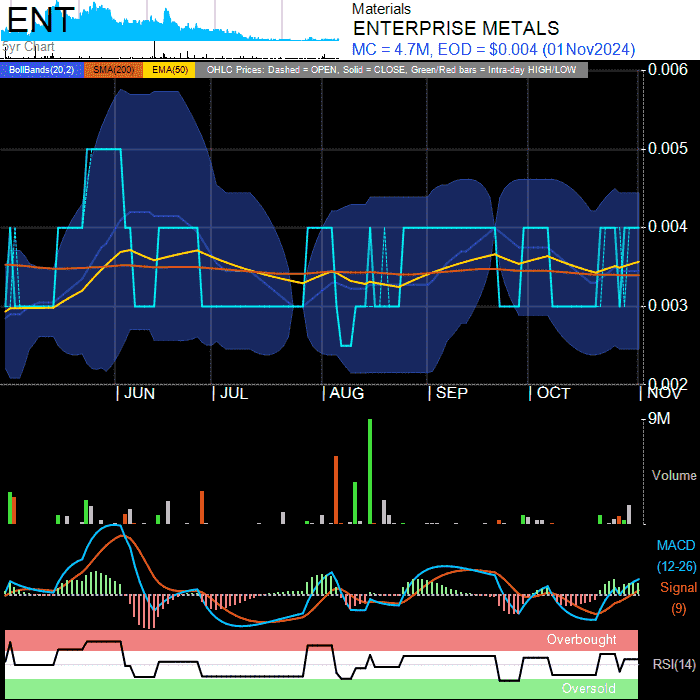 ENT
5yr Chart
Materials
ENTERPRISE METALS
MC = 4.7M, EOD = $0.004 (01Nov2024)
BollBands(20,2) SMA(200) EMA(50) OHLC Prices: Dashed = OPEN, Solid = CLOSE, Green/Red bars = Intra-day HIGH/LOW
0.006
0.005
0.004
0.003
0.002
| JUN | JUL | AUG | SEP | OCT | NOV
9M
Volume
MACD
(12-26)
Signal
(9)
Overbought
RSI(14)
Oversold